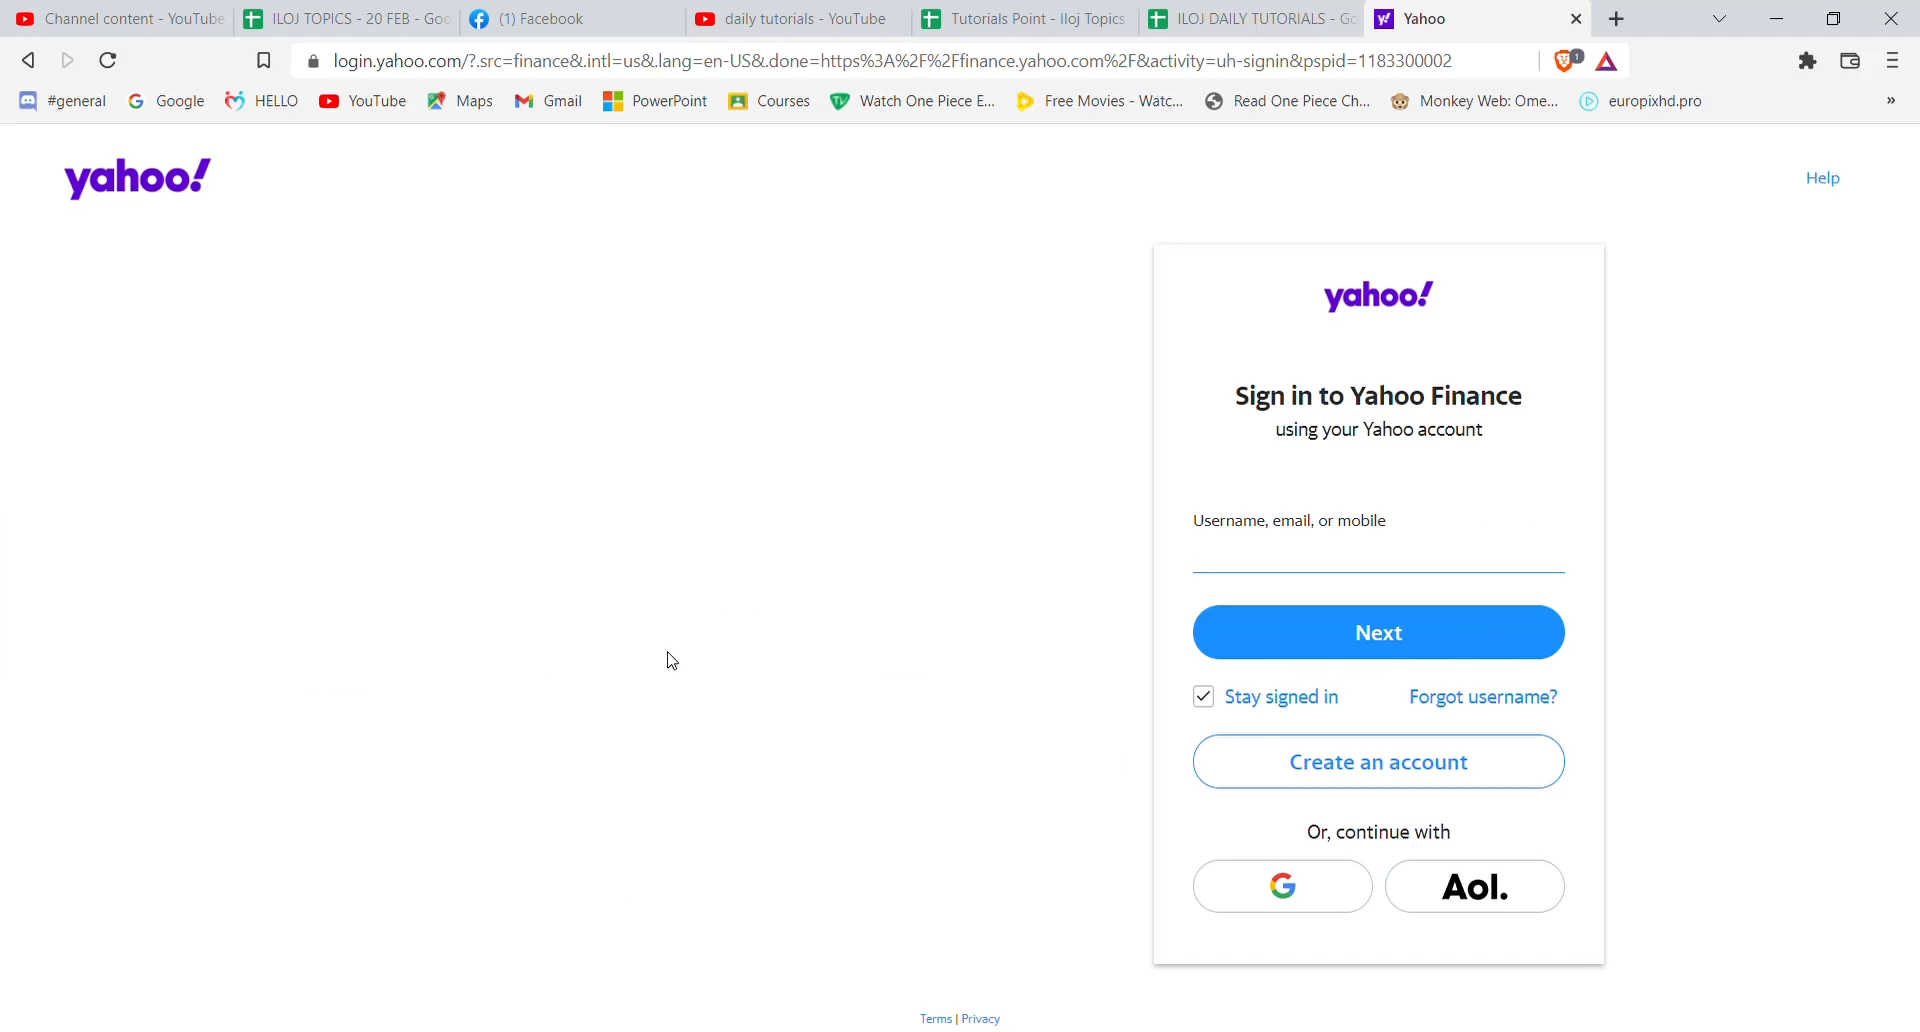 Channel content - YouTube
ILOJ TOPICS - 20 FEB - Goo
(1) Facebook
daily tutorials - YouTube
Tutorials Point - Iloj Topics
ILOJ DAILY TUTORIALS - Go
Yahoo
login.yahoo.com/?.src=finance&.intl=us&.lang=en-US&.done=https%3A%2F%2Ffinance.yahoo.com%2F&activity=uh-signin&pspid=1183300002
1
#general
Google
HELLO
YouTube
Maps
Gmail
PowerPoint
Courses
Watch One Piece E...
Free Movies - Watc...
Read One Piece Ch...
Monkey Web: Ome...
europixhd.pro
»
yahoo!
Help
yahoo!
Sign in to Yahoo Finance
using your Yahoo account
Username, email, or mobile
Next
Stay signed in
Forgot username?
Create an account
Or, continue with
G
Aol.
Terms | Privacy